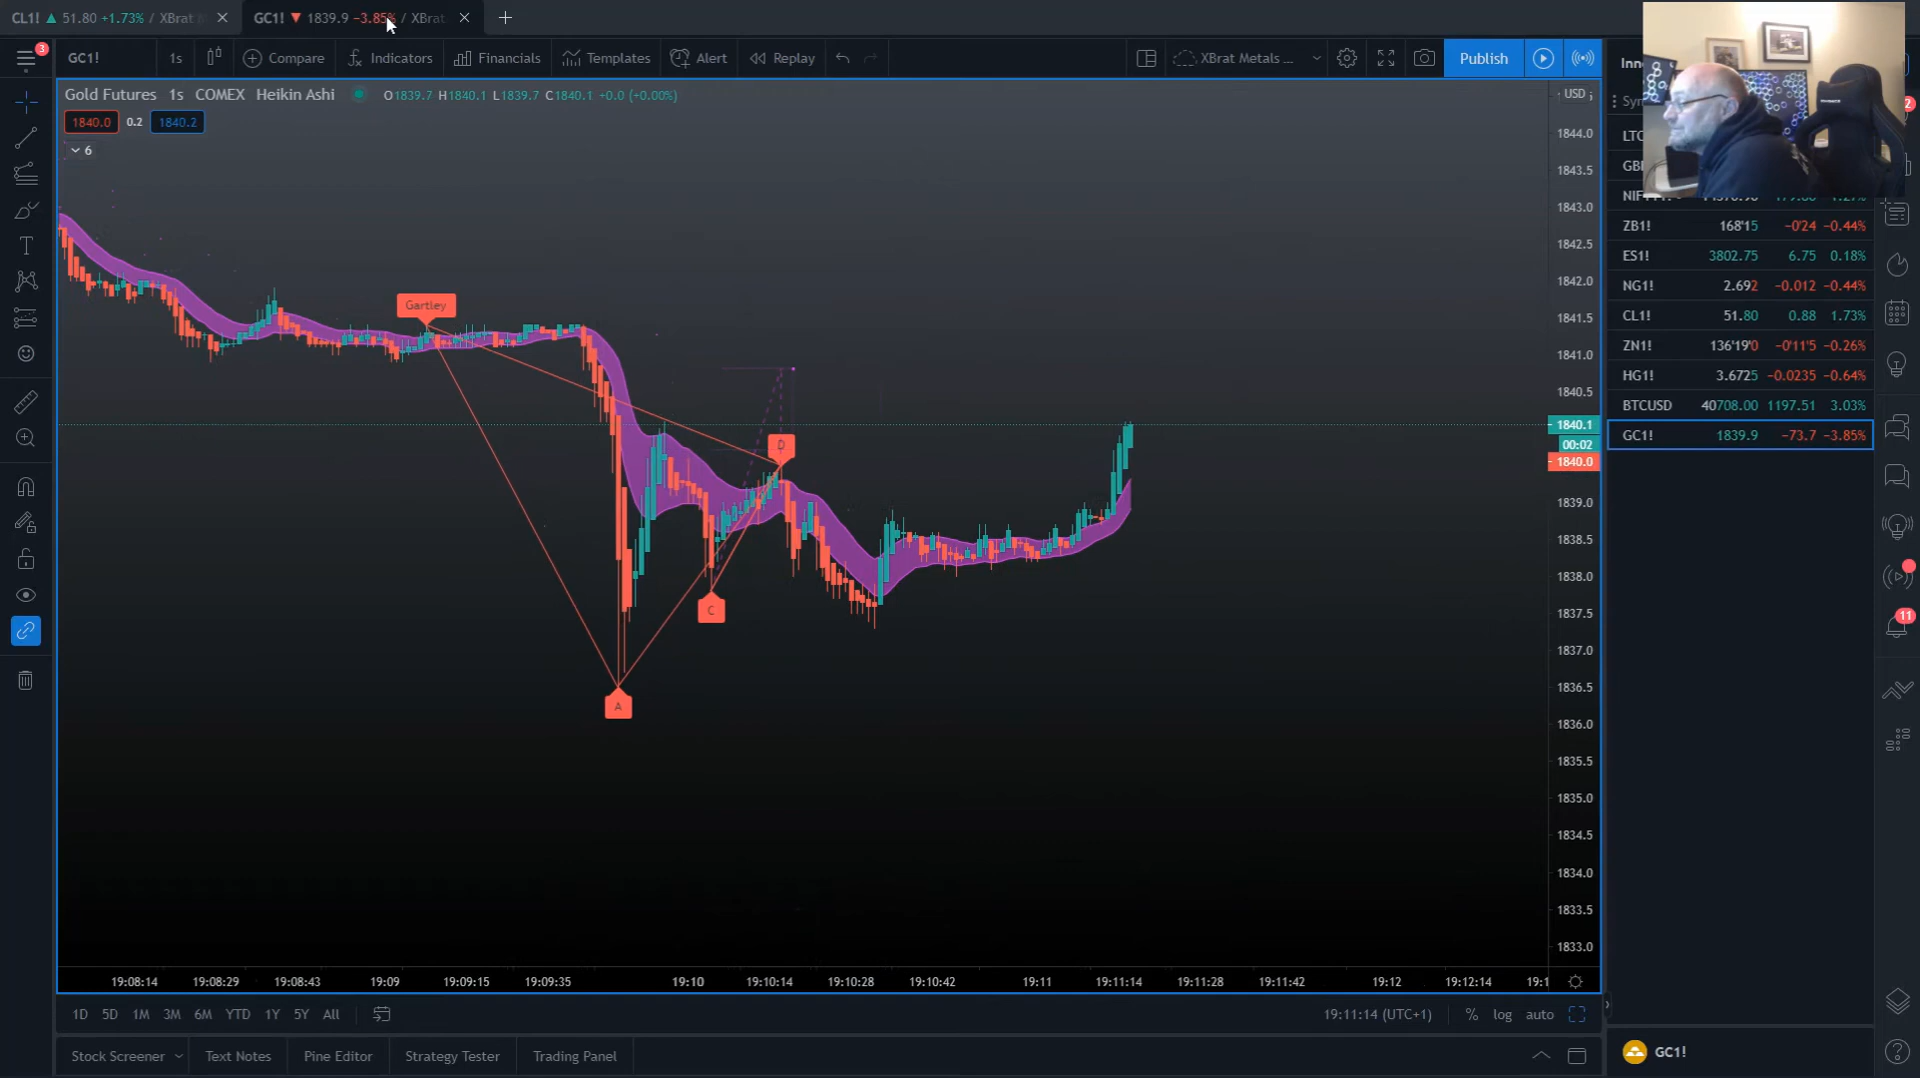 CL1! ▲ 51.80 +1.73% / XBrat
GC1! ▼ 1839.9 −3.85% / XBrat
3
GC1! 1s Compare Indicators Financials Templates Alert Replay XBrat Metals ... Publish
Gold Futures 1s COMEX Heikin Ashi O1839.7 H1840.1 L1839.7 C1840.1 +0.0 (+0.00%)
1840.0 0.2 1840.2
6
Gartley
D
C
A
USD
1844.0
1843.5
1843.0
1842.5
1842.0
1841.5
1841.0
1840.5
1840.1
00:02
1840.0
1839.0
1838.5
1838.0
1837.5
1837.0
1836.5
1836.0
1835.5
1835.0
1834.5
1834.0
1833.5
1833.0
19:08:14 19:08:29 19:08:43 19:09 19:09:15 19:09:35 19:10 19:10:14 19:10:28 19:10:42 19:11 19:11:14 19:11:28 19:11:42 19:12 19:12:14 19:1
1D 5D 1M 3M 6M YTD 1Y 5Y All 19:11:14 (UTC+1) % log auto
Stock Screener Text Notes Pine Editor Strategy Tester Trading Panel
Inno
Sy
LTC
GB
ZB1! 168'15 −0'24 −0.44%
ES1! 3802.75 6.75 0.18%
NG1! 2.692 −0.012 −0.44%
CL1! 51.80 0.88 1.73%
ZN1! 136'19'0 −0'11'5 −0.26%
HG1! 3.6725 −0.0235 −0.64%
BTCUSD 40708.00 1197.51 3.03%
GC1! 1839.9 −73.7 −3.85%
11
GC1!